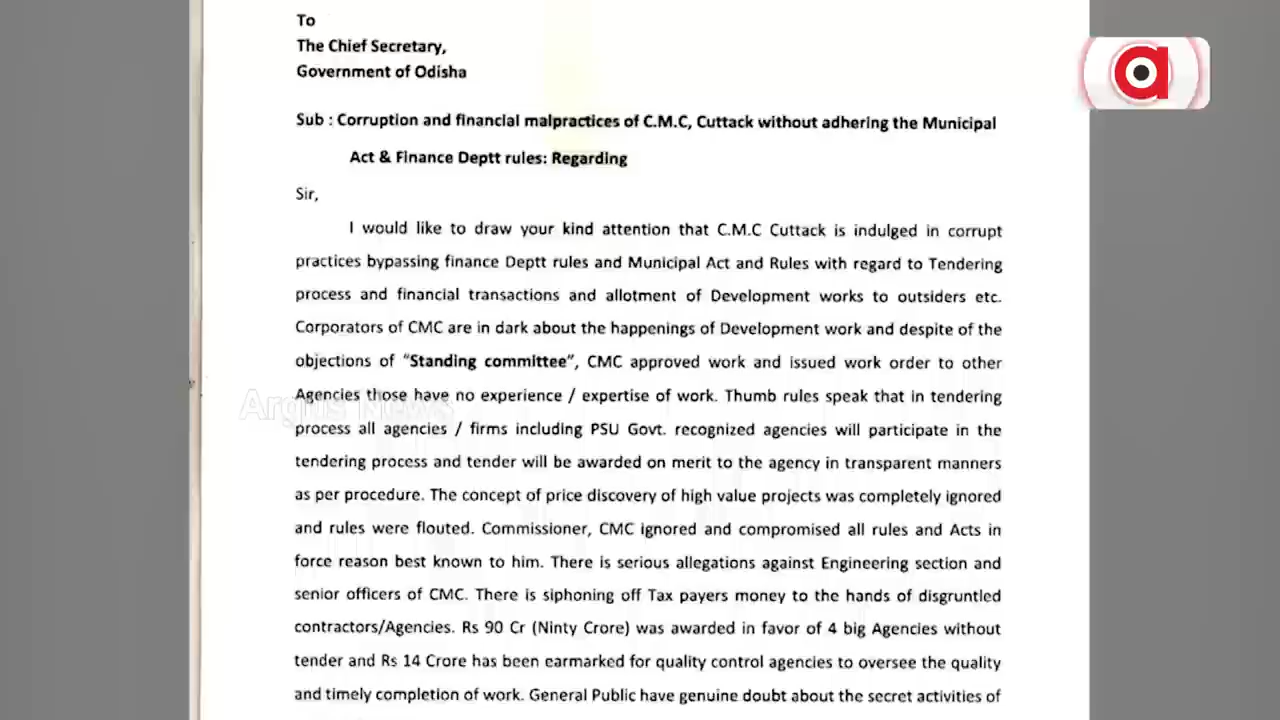 To
The Chief Secretary,
Government of Odisha
Sub : Corruption and financial malpractices of C.M.C, Cuttack without adhering the Municipal
Act & Finance Deptt rules: Regarding
Sir,
I would like to draw your kind attention that C.M.C Cuttack is indulged in corrupt
practices bypassing finance Deptt rules and Municipal Act and Rules with regard to Tendering
process and financial transactions and allotment of Development works to outsiders etc.
Corporators of CMC are in dark about the happenings of Development work and despite of the
objections of “Standing committee”, CMC approved work and issued work order to other
Agencies those have no experience / expertise of work. Thumb rules speak that in tendering
Argus News
process all agencies / firms including PSU Govt. recognized agencies will participate in the
tendering process and tender will be awarded on merit to the agency in transparent manners
as per procedure. The concept of price discovery of high value projects was completely ignored
and rules were flouted. Commissioner, CMC ignored and compromised all rules and Acts in
force reason best known to him. There is serious allegations against Engineering section and
senior officers of CMC. There is siphoning off Tax payers money to the hands of disgruntled
contractors/Agencies. Rs 90 Cr (Ninty Crore) was awarded in favor of 4 big Agencies without
tender and Rs 14 Crore has been earmarked for quality control agencies to oversee the quality
and timely completion of work. General Public have genuine doubt about the secret activities of
a